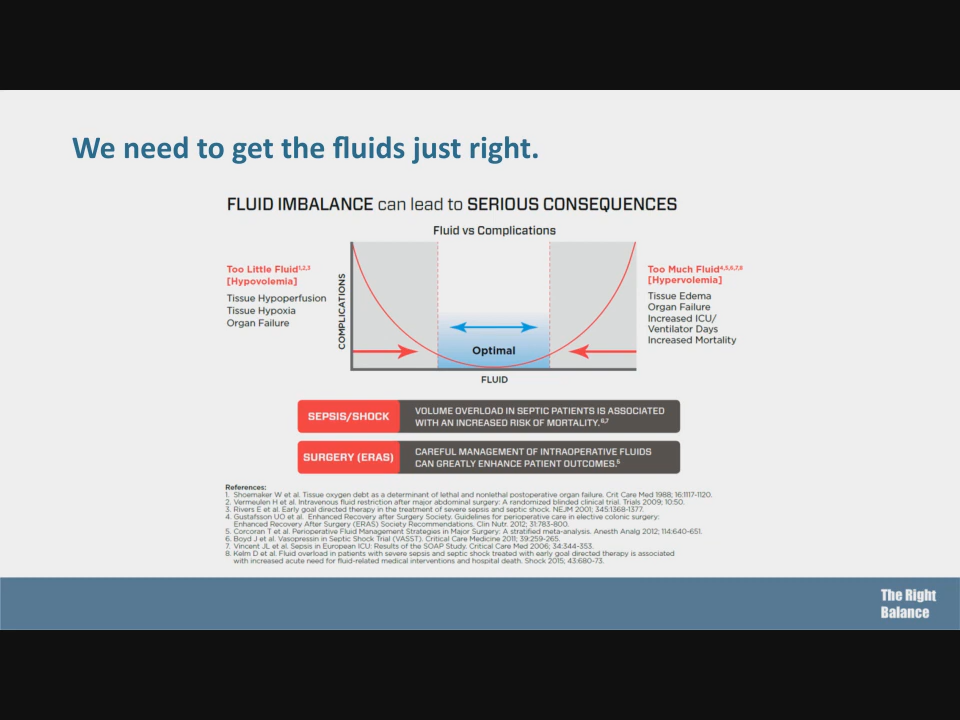 We need to get the fluids just right.
FLUID IMBALANCE can lead to SERIOUS CONSEQUENCES
Fluid vs Complications
Too Little Fluid1,2,3
[Hypovolemia]
Tissue Hypoperfusion
Tissue Hypoxia
Organ Failure
COMPLICATIONS
Optimal
FLUID
Too Much Fluid4,5,6,7,8
[Hypervolemia]
Tissue Edema
Organ Failure
Increased ICU/
Ventilator Days
Increased Mortality
SEPSIS/SHOCK
VOLUME OVERLOAD IN SEPTIC PATIENTS IS ASSOCIATED
WITH AN INCREASED RISK OF MORTALITY.6,7
SURGERY (ERAS)
CAREFUL MANAGEMENT OF INTRAOPERATIVE FLUIDS
CAN GREATLY ENHANCE PATIENT OUTCOMES.5
References:
1. Shoemaker W et al. Tissue oxygen debt as a determinant of lethal and nonlethal postoperative organ failure. Crit Care Med 1988; 16:1117-1120.
2. Vermeulen H et al. Intravenous fluid restriction after major abdominal surgery: A randomized blinded clinical trial. Trials 2009; 10:50.
3. Rivers E et al. Early goal directed therapy in the treatment of severe sepsis and septic shock. NEJM 2001; 345:1368-1377.
4. Gustafsson UO et al. .Enhanced Recovery after Surgery Society. Guidelines for perioperative care in elective colonic surgery:
Enhanced Recovery After Surgery (ERAS) Society Recommendations. Clin Nutr. 2012; 31:783-800.
5. Corcoran T et al. Perioperative Fluid Management Strategies in Major Surgery: A stratified meta-analysis. Anesth Analg 2012; 114:640-651.
6. Boyd J et al. Vasopressin in Septic Shock Trial (VASST). Critical Care Medicine 2011; 39:259-265.
7. Vincent JL et al. Sepsis in European ICU: Results of the SOAP Study. Critical Care Med 2006; 34:344-353.
8. Kelm D et al. Fluid overload in patients with severe sepsis and septic shock treated with early goal directed therapy is associated
with increased acute need for fluid-related medical interventions and hospital death. Shock 2015; 43:680-73.
The Right
Balance